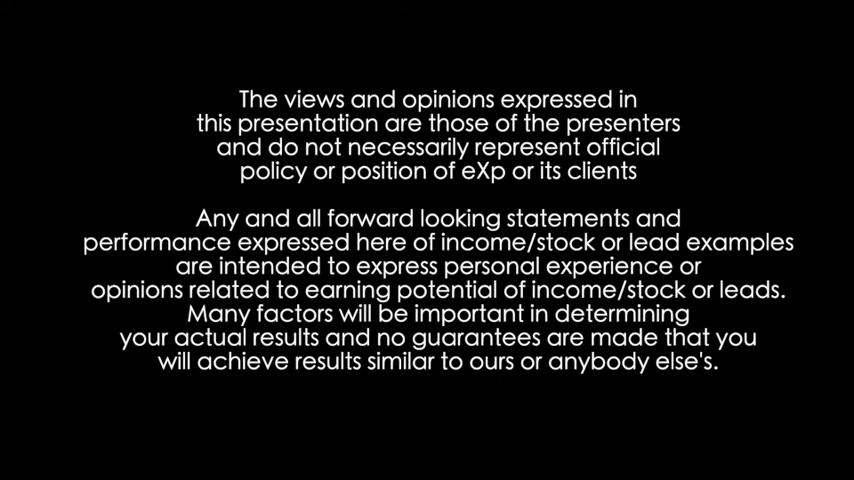 The views and opinions expressed in
this presentation are those of the presenters
and do not necessarily represent official
policy or position of eXp or its clients
Any and all forward looking statements and
performance expressed here of income/stock or lead examples
are intended to express personal experience or
opinions related to earning potential of income/stock or leads.
Many factors will be important in determining
your actual results and no guarantees are made that you
will achieve results similar to ours or anybody else's.